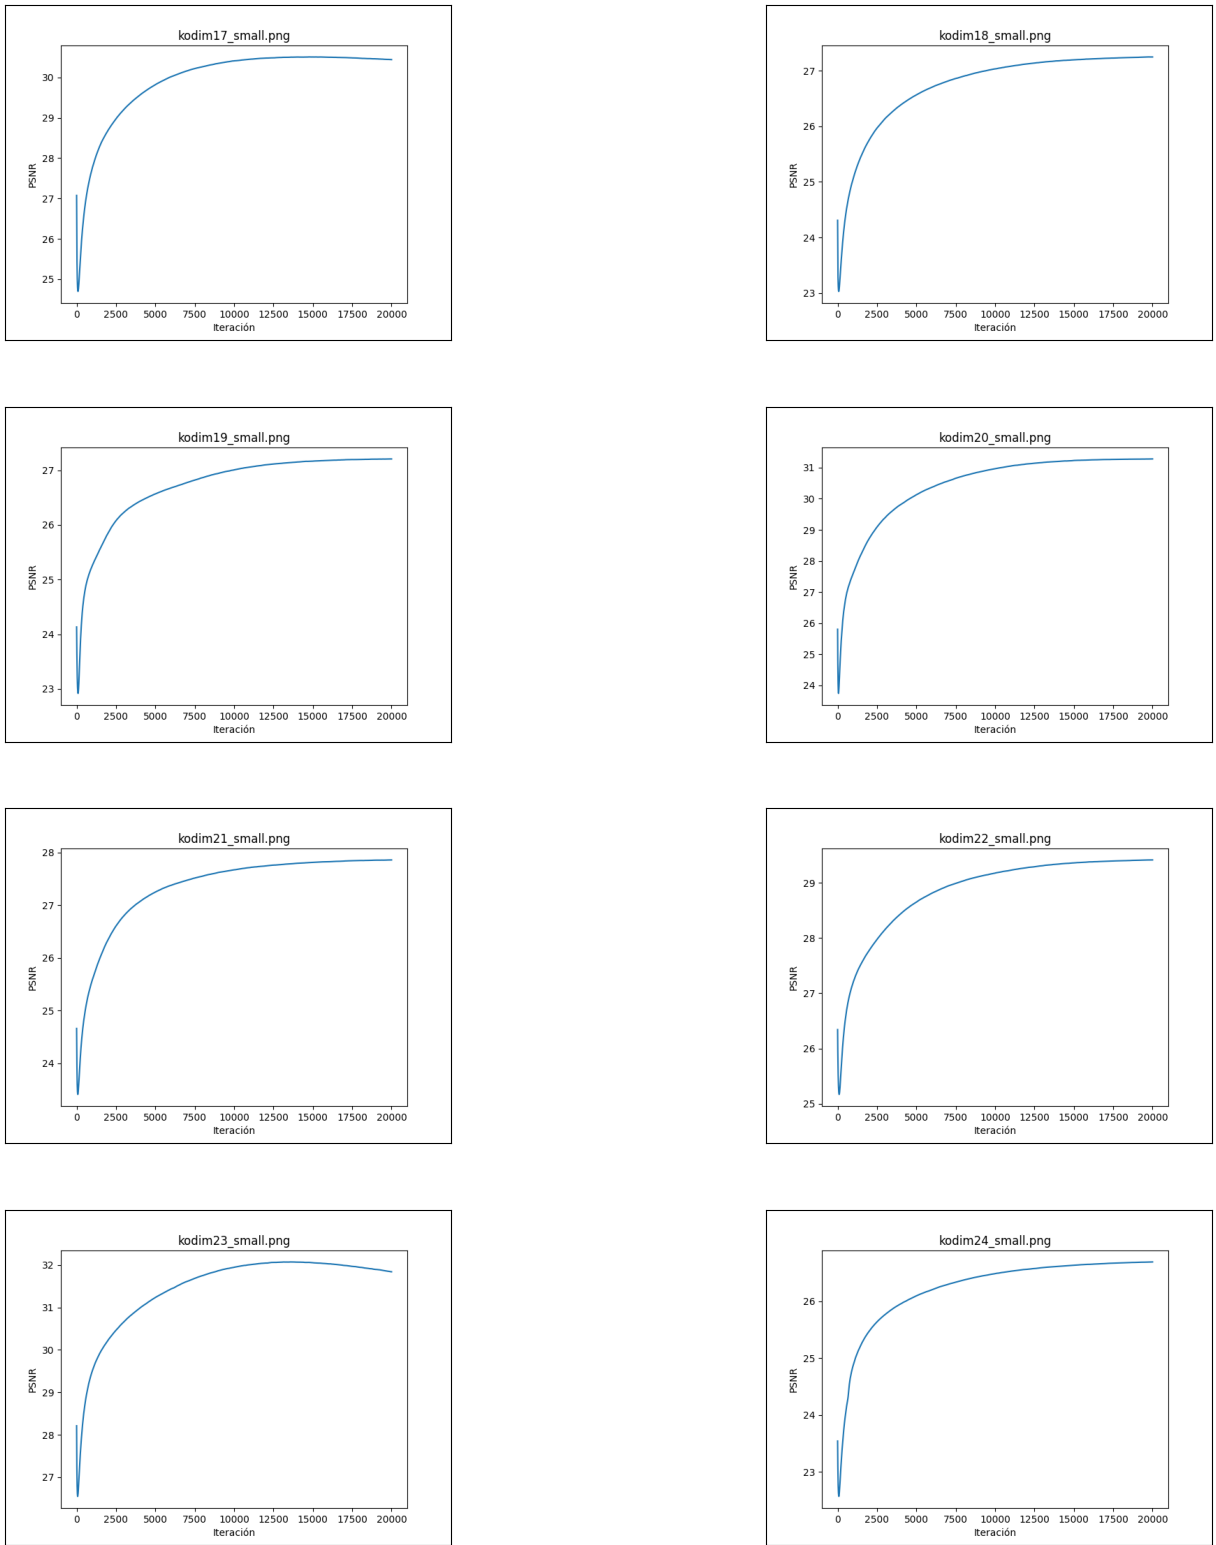 kodim17_small.png
PSNR
30
29
28
27
26
25
0 2500 5000 7500 10000 12500 15000 17500 20000
Iteración
kodim18_small.png
PSNR
27
26
25
24
23
0 2500 5000 7500 10000 12500 15000 17500 20000
Iteración
kodim19_small.png
PSNR
27
26
25
24
23
0 2500 5000 7500 10000 12500 15000 17500 20000
Iteración
kodim20_small.png
PSNR
31
30
29
28
27
26
25
24
0 2500 5000 7500 10000 12500 15000 17500 20000
Iteración
kodim21_small.png
PSNR
28
27
26
25
24
0 2500 5000 7500 10000 12500 15000 17500 20000
Iteración
kodim22_small.png
PSNR
29
28
27
26
25
0 2500 5000 7500 10000 12500 15000 17500 20000
Iteración
kodim23_small.png
PSNR
32
31
30
29
28
27
0 2500 5000 7500 10000 12500 15000 17500 20000
Iteración
kodim24_small.png
PSNR
26
25
24
23
0 2500 5000 7500 10000 12500 15000 17500 20000
Iteración